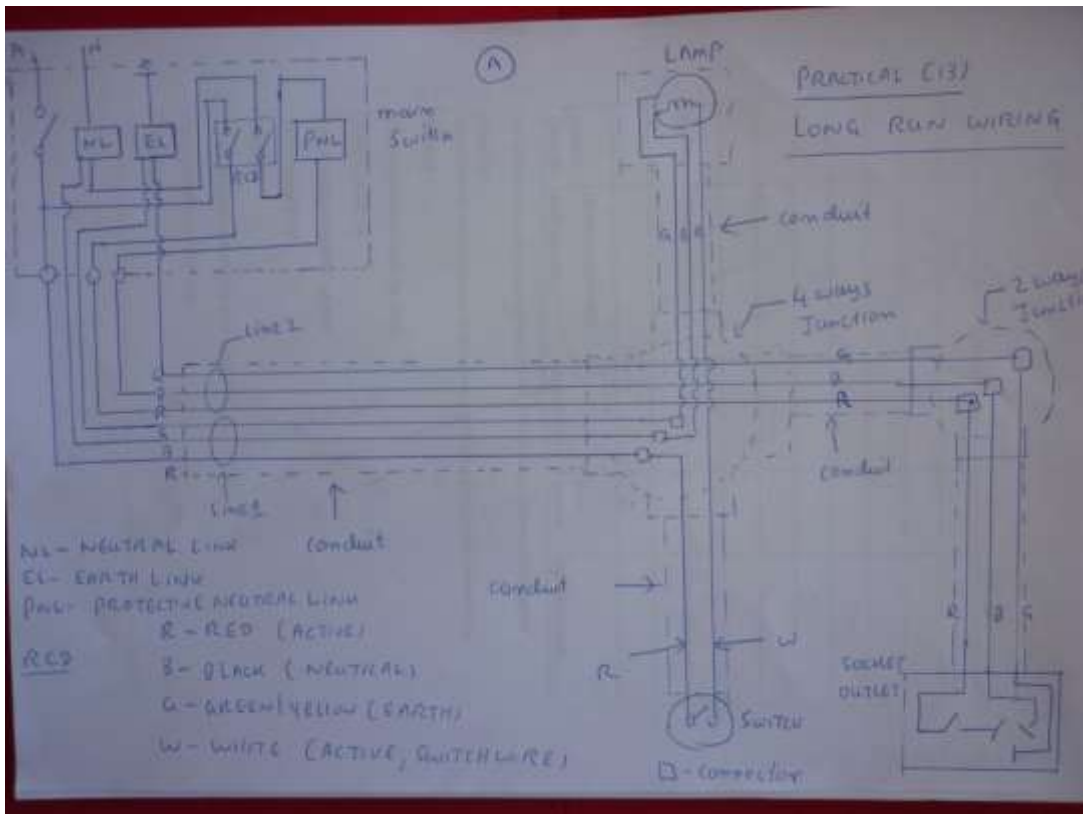 A
N
E
A
LAMP
PRACTICAL (13)
LONG RUN WIRING
main
Switch
NL
EL
RCD
PNL
conduit
G
B
R
4 ways
Junction
2 ways
Junction
Line 2
G
B
R
G
B
R
G
B
R
conduit
Line 1
conduit
NL - NEUTRAL LINK
EL - EARTH LINK
PNL - PROTECTIVE NEUTRAL LINK
R - RED (ACTIVE)
RCD
B - BLACK (NEUTRAL)
G - GREEN/YELLOW (EARTH)
W - WHITE (ACTIVE, SWITCHWIRE)
conduit
R
W
SWITCH
□ - connector
R
B
G
SOCKET
OUTLET